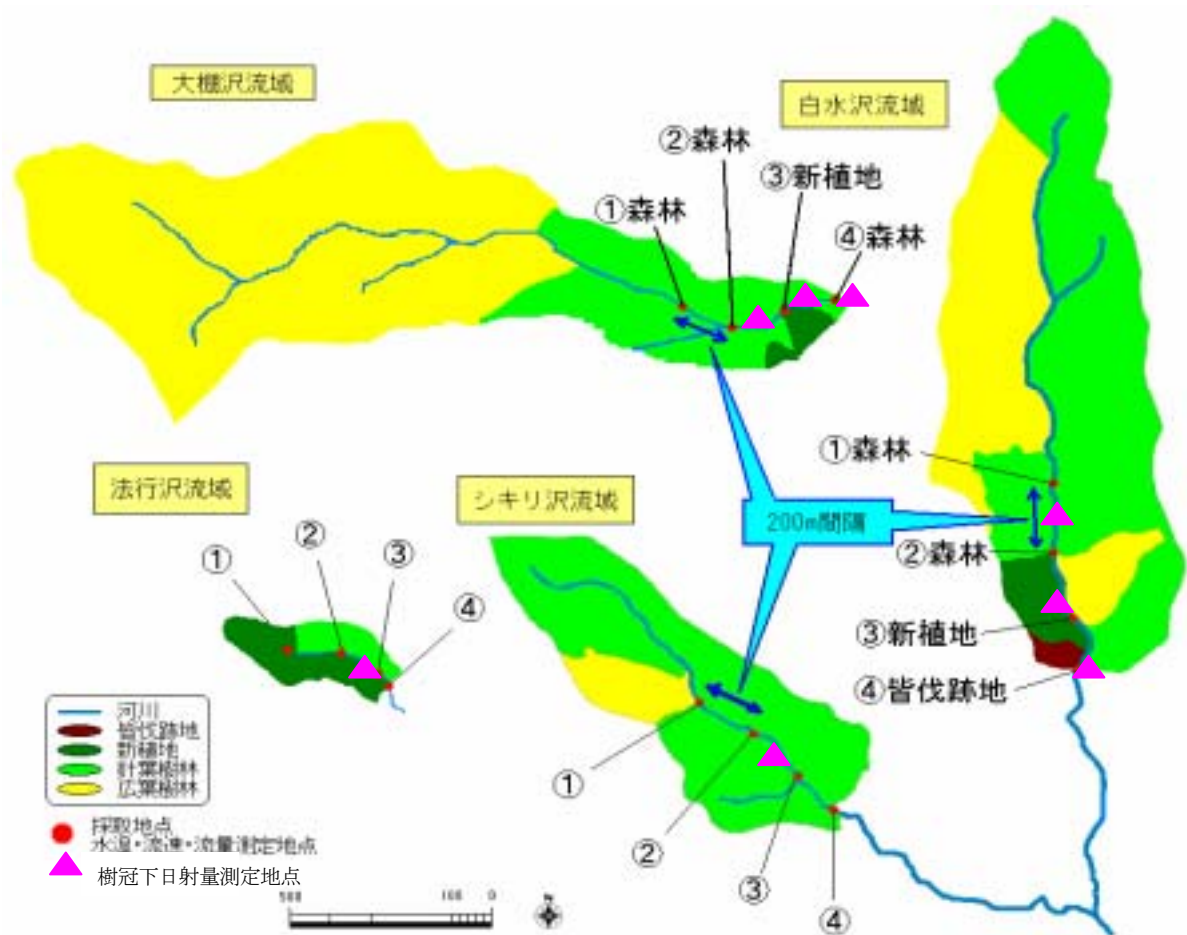 大棚沢流域
白水沢流域
②森林
③新植地
①森林
④森林
①森林
法行沢流域
シキリ沢流域
200m間隔
②森林
①
②
③
④
③新植地
④皆伐跡地
河川
皆伐跡地
新植地
針葉樹林
広葉樹林
①
②
③
④
採取地点
水温・流速・流量測定地点
樹冠下日射量測定地点
500 100 0
N